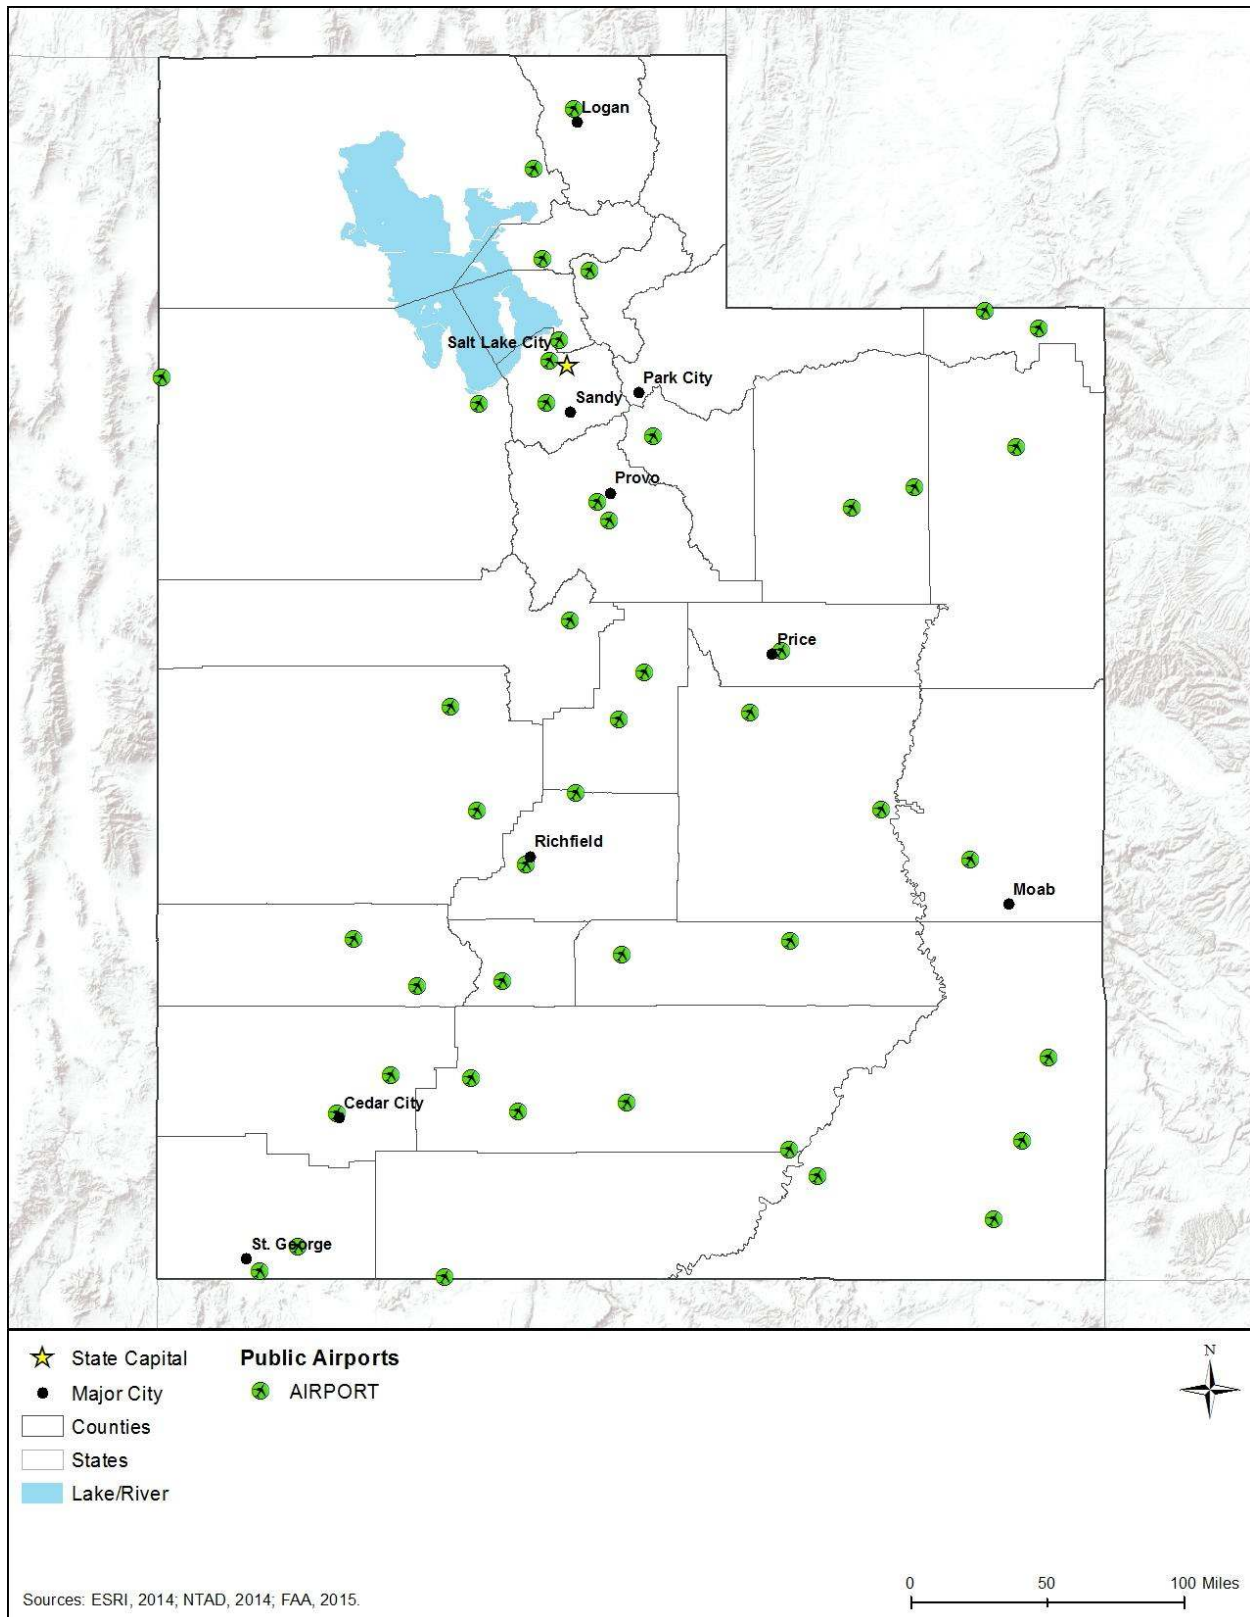 Logan
Salt Lake City
Park City
Sandy
Provo
Price
Richfield
Moab
Cedar City
St. George
State Capital
Major City
Counties
States
Lake/River
Public Airports
AIRPORT
N
Sources: ESRI, 2014; NTAD, 2014; FAA, 2015.
0 50 100 Miles